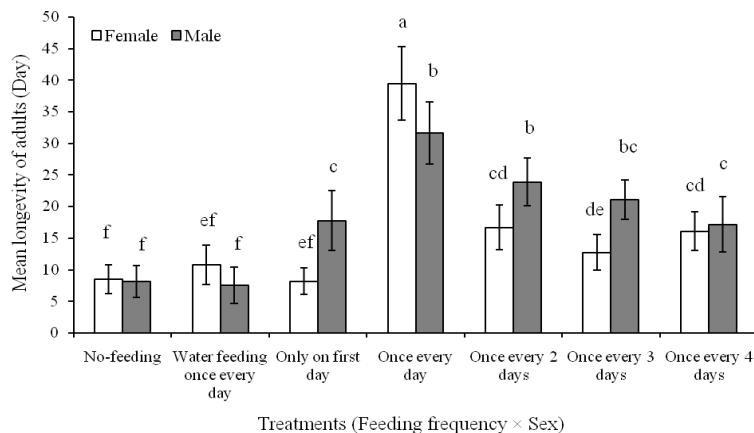 50
45
40
35
30
25
20
15
10
5
0
Mean longevity of adults (Day)
Female Male
f f ef f ef c a b cd b de bc cd c
No-feeding
Water feeding
once every
day
Only on first
day
Once every day
Once every 2
days
Once every 3
days
Once every 4
days
Treatments (Feeding frequency × Sex)